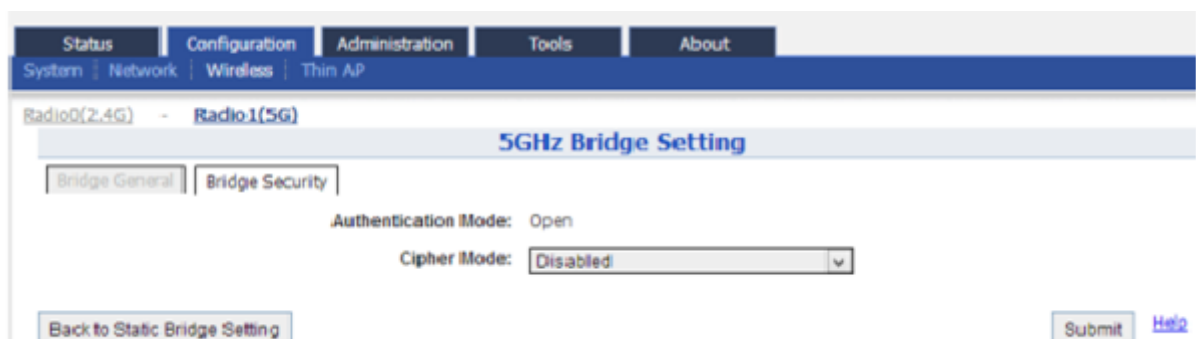 Status Configuration Administration Tools About
System Network Wireless Thin AP
Radio0(2.4G) - Radio1(5G)
5GHz Bridge Setting
Bridge General Bridge Security
Authentication Mode: Open
Cipher Mode: Disabled
Back to Static Bridge Setting Submit Help